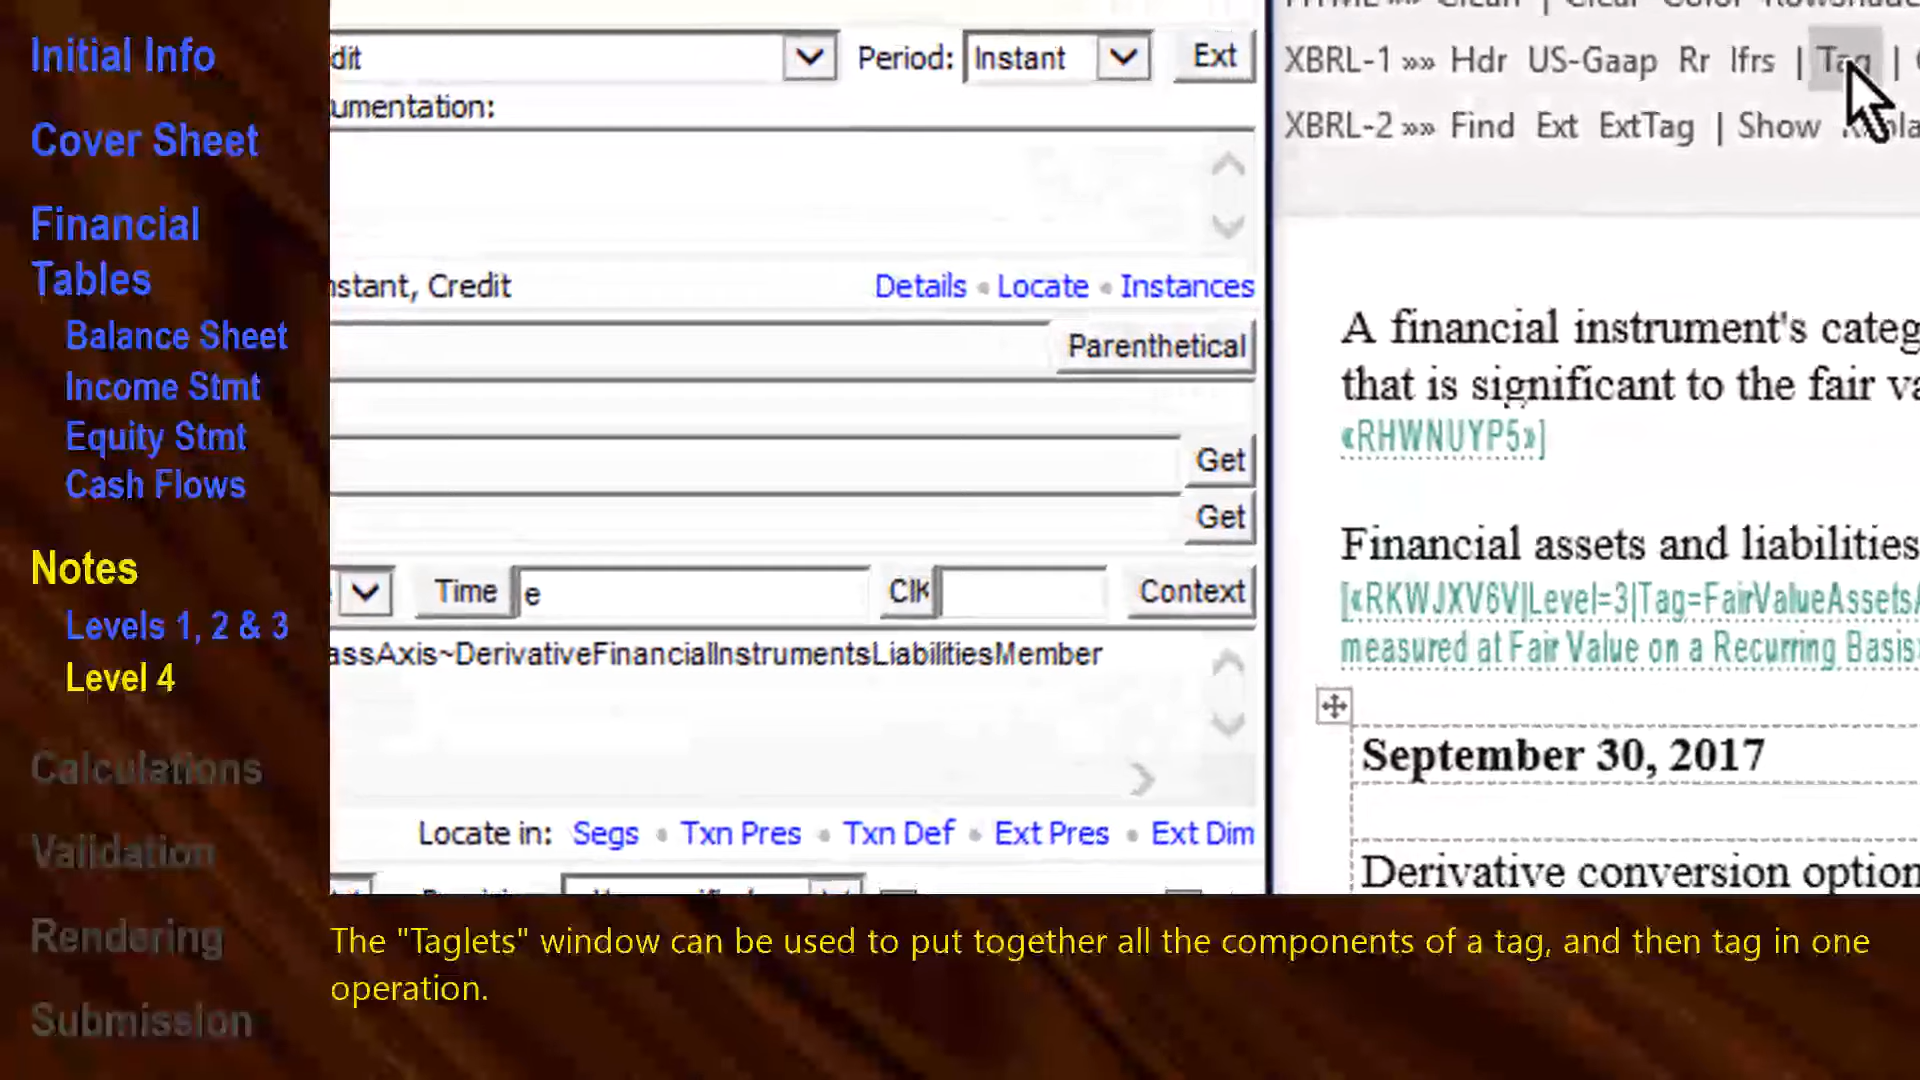 Initial Info
Cover Sheet
Financial
Tables
Balance Sheet
Income Stmt
Equity Stmt
Cash Flows
Notes
Levels 1, 2 & 3
Level 4
Calculations
Validation
Rendering
Submission
dit
Period: Instant
Ext
umentation:
nstant, Credit
Details • Locate • Instances
Parenthetical
Get
Get
Time e
Clk
Context
assAxis~DerivativeFinancialInstrumentsLiabilitiesMember
Locate in: Segs • Txn Pres • Txn Def • Ext Pres • Ext Dim
XBRL-1 »» Hdr US-Gaap Rr Ifrs | Tag |
XBRL-2 »» Find Ext ExtTag | Show
A financial instrument's categ
that is significant to the fair va
«RHWNUYP5»]
Financial assets and liabilities
[«RKWJXV6V|Level=3|Tag=FairValueAssetsA
measured at Fair Value on a Recurring Basis
September 30, 2017
Derivative conversion option
The "Taglets" window can be used to put together all the components of a tag, and then tag in one
operation.